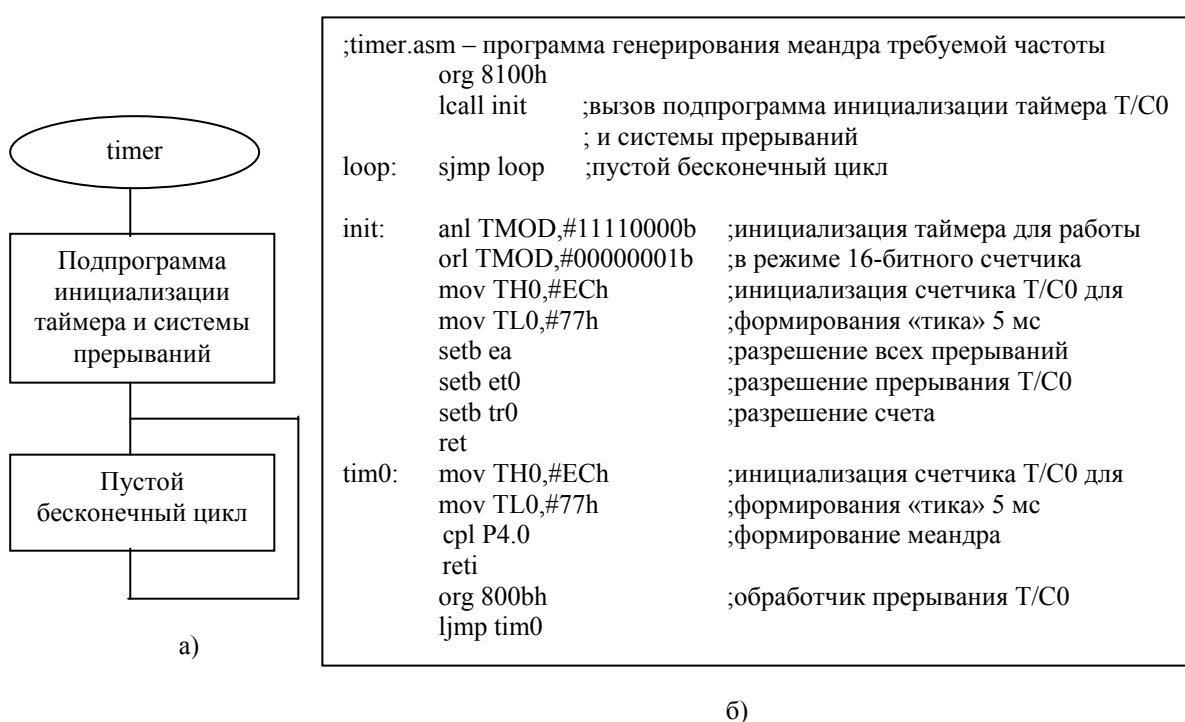 timer
Подпрограмма
инициализации
таймера и системы
прерываний
Пустой
бесконечный цикл
а)
;timer.asm – программа генерирования меандра требуемой частоты
org 8100h
lcall init ;вызов подпрограмма инициализации таймера Т/С0
; и системы прерываний
loop: sjmp loop ;пустой бесконечный цикл
init: anl TMOD,#11110000b ;инициализация таймера для работы
orl TMOD,#00000001b ;в режиме 16-битного счетчика
mov TH0,#ECh ;инициализация счетчика Т/С0 для
mov TL0,#77h ;формирования «тика» 5 мс
setb ea ;разрешение всех прерываний
setb et0 ;разрешение прерывания Т/С0
setb tr0 ;разрешение счета
ret
tim0: mov TH0,#ECh ;инициализация счетчика Т/С0 для
mov TL0,#77h ;формирования «тика» 5 мс
cpl P4.0 ;формирование меандра
reti
org 800bh ;обработчик прерывания Т/С0
ljmp tim0
б)